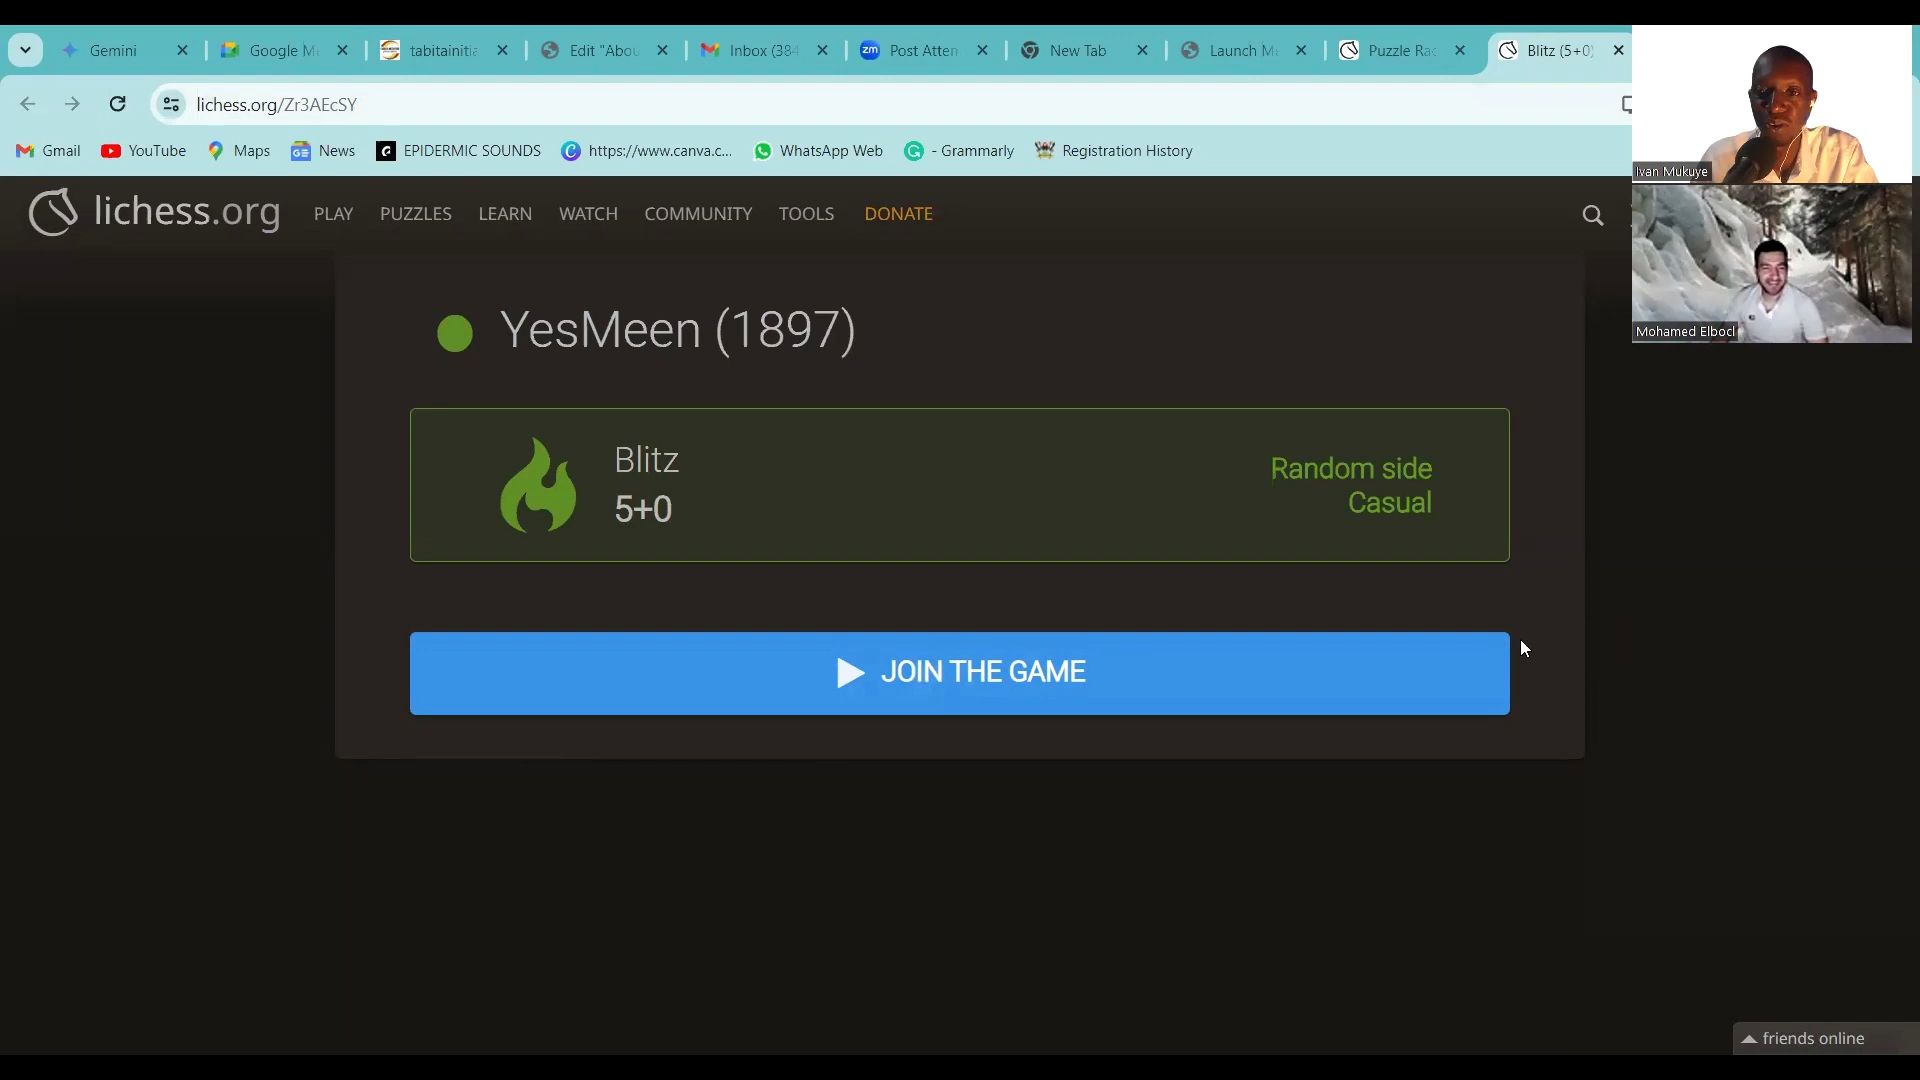 Gemini
Google M
tabitainitia
Edit "Abou
Inbox (384
zm
Post Atten
New Tab
Launch M
Puzzle Rac
Blitz (5+0)
lichess.org/Zr3AEcSY
Gmail
YouTube
Maps
News
EPIDERMIC SOUNDS
https://www.canva.c...
WhatsApp Web
- Grammarly
Registration History
Ivan Mukuye
lichess.org
PLAY
PUZZLES
LEARN
WATCH
COMMUNITY
TOOLS
DONATE
Mohamed Elbocl
YesMeen (1897)
Blitz
5+0
Random side
Casual
JOIN THE GAME
friends online